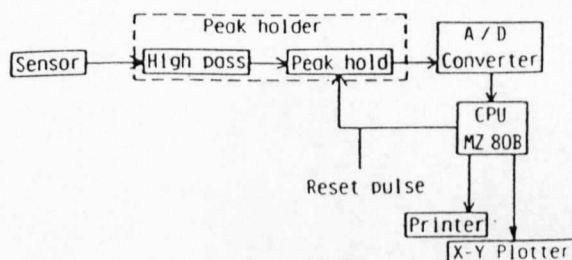 Peak holder
Sensor
High pass
Peak hold
A/D
Converter
CPU
MZ 80B
Reset pulse
Printer
X-Y Plotter